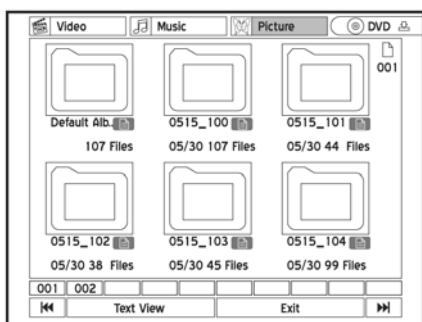 Video Music Picture DVD
001
Default Alb.. 0515_100 0515_101
107 Files 05/30 107 Files 05/30 44 Files
0515_102 0515_103 0515_104
05/30 38 Files 05/30 45 Files 05/30 99 Files
001 002
Text View Exit